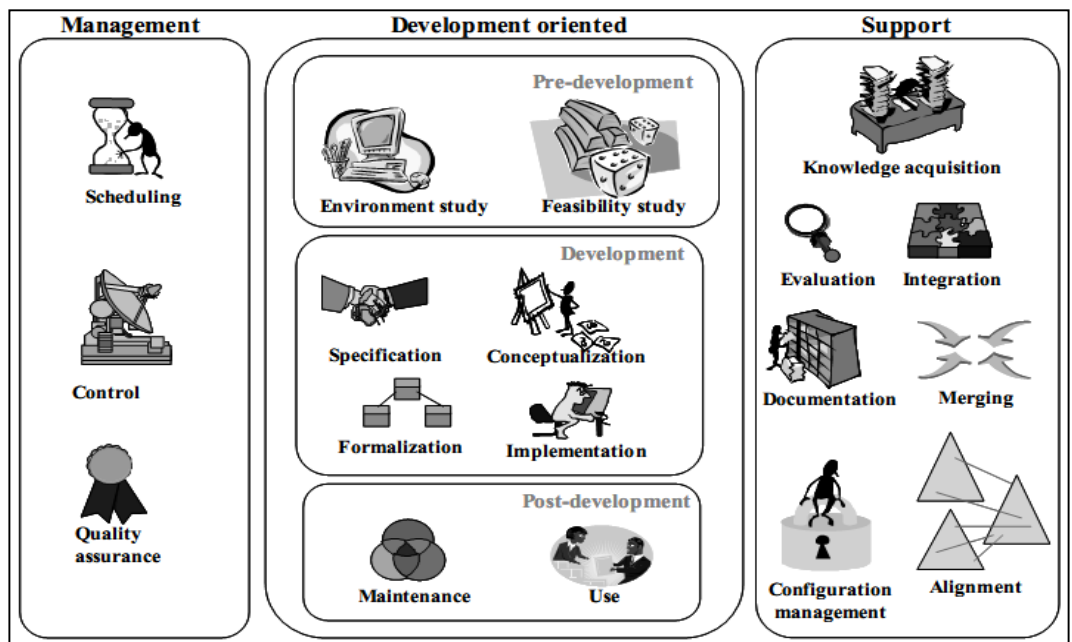 Management
Scheduling
Control
Quality
assurance
Development oriented
Pre-development
Environment study
Feasibility study
Development
Specification
Conceptualization
Formalization
Implementation
Post-development
Maintenance
Use
Support
Knowledge acquisition
Evaluation
Integration
Documentation
Merging
Configuration
management
Alignment